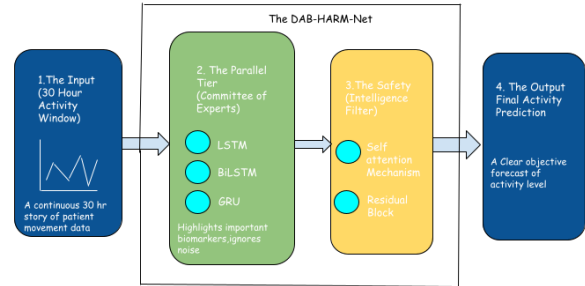 The DAB-HARM-Net
1.The Input
(30 Hour
Activity
Window)
A continuous 30 hr
story of patient
movement data
2. The Parallel
Tier
(Committee of
Experts)
LSTM
BiLSTM
GRU
Highlights important
biomarkers,ignores
noise
3.The Safety
(Intelligence
Filter)
Self
attention
Mechanism
Residual
Block
4. The Output
Final Activity
Prediction
A Clear objective
forecast of
activity level